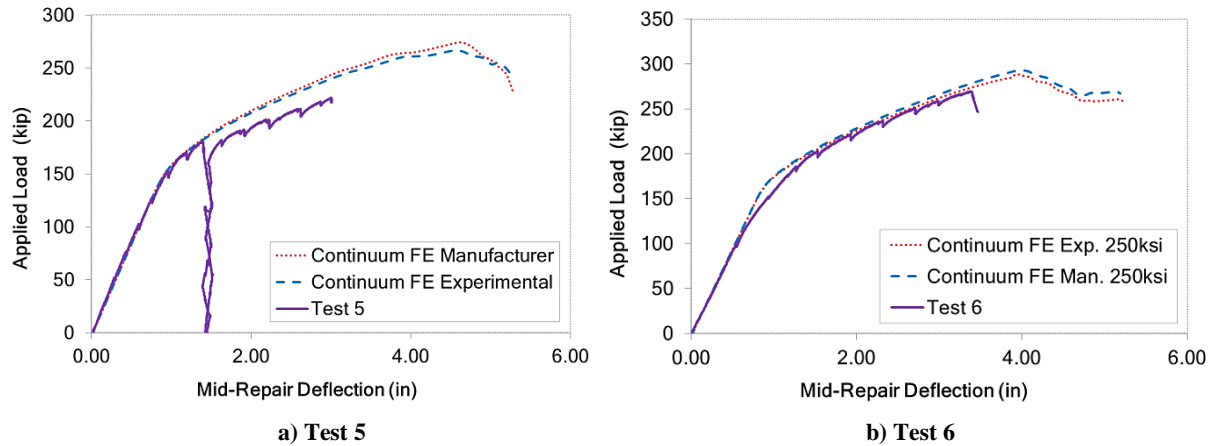 300
250
200
150
100
50
0
Applied Load (kip)
0.00 2.00 4.00 6.00
Mid-Repair Deflection (in)
Continuum FE Manufacturer
Continuum FE Experimental
Test 5
a) Test 5
350
300
250
200
150
100
50
0
Applied Load (kip)
0.00 2.00 4.00 6.00
Mid-Repair Deflection (in)
Continuum FE Exp. 250ksi
Continuum FE Man. 250ksi
Test 6
b) Test 6